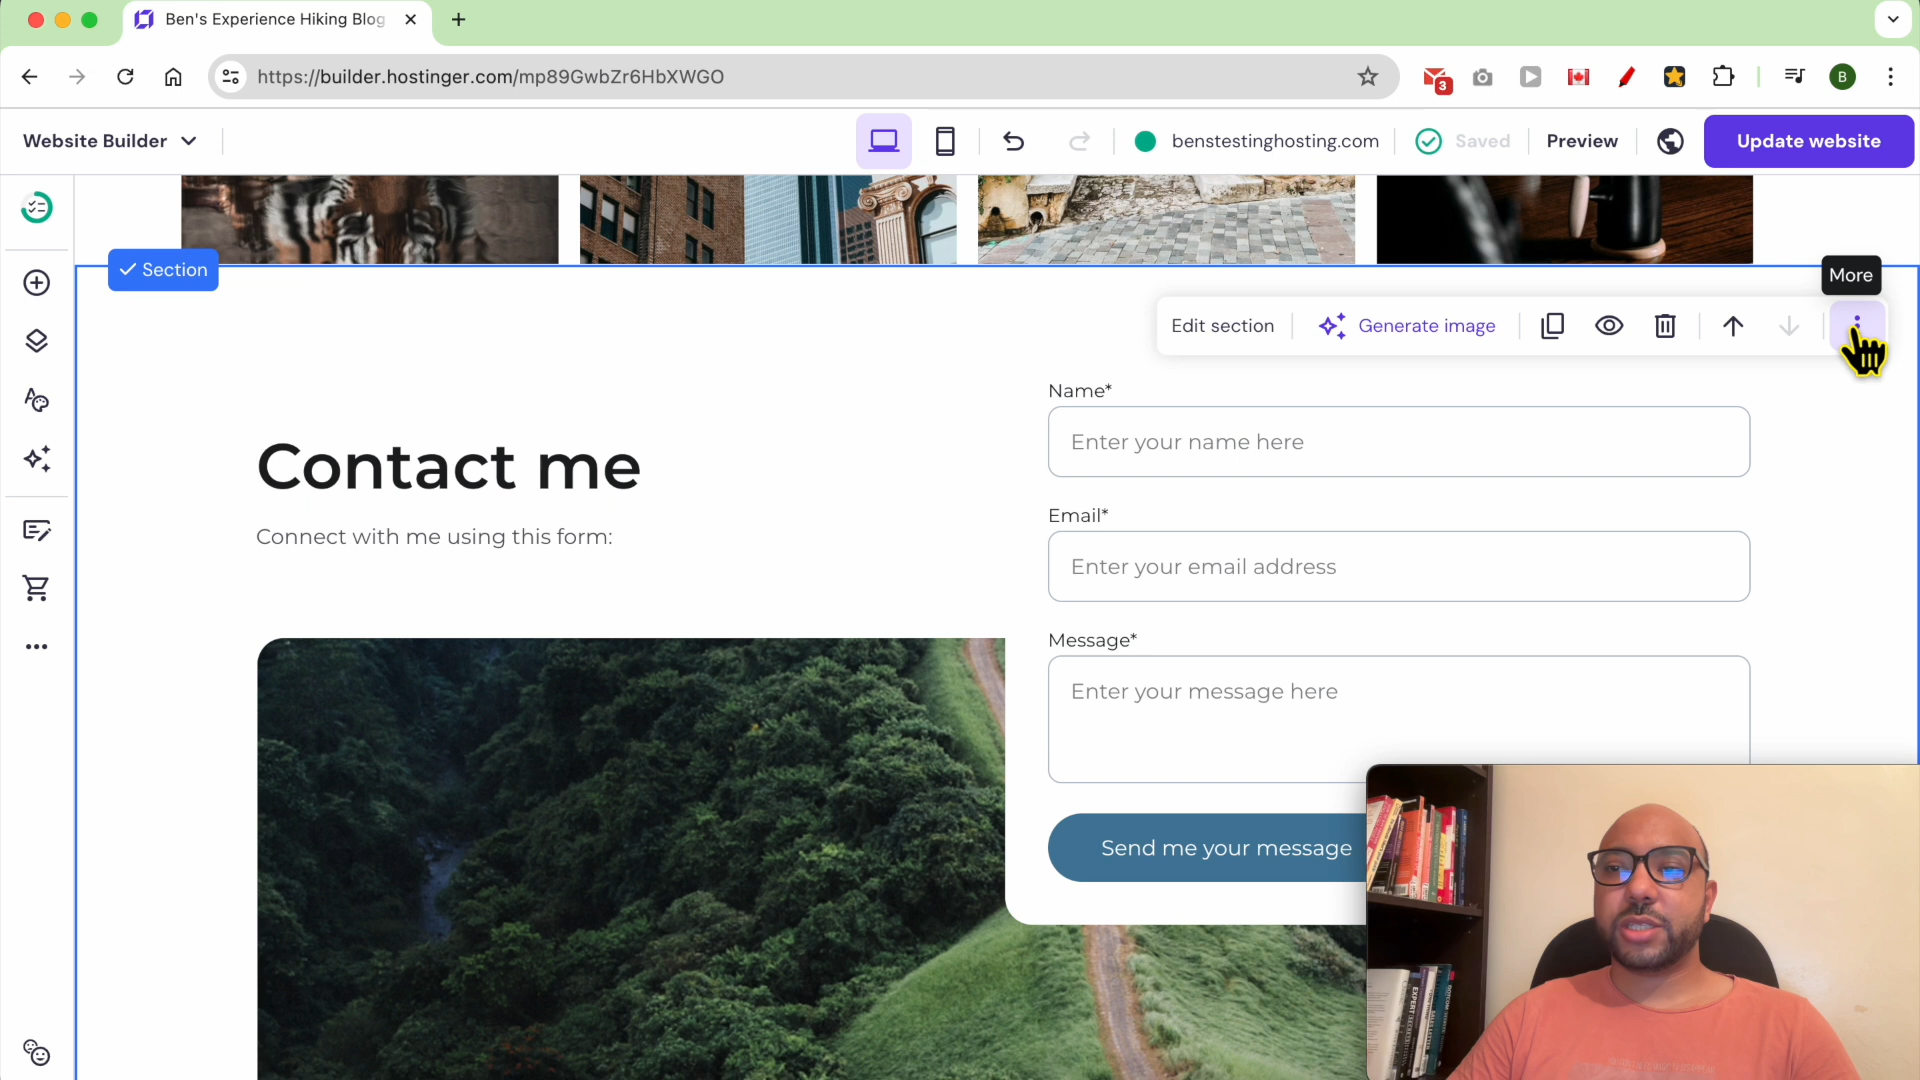 Ben's Experience Hiking Blog
https://builder.hostinger.com/mp89GwbZr6HbXWGO
3
B
Website Builder
benstestinghosting.com
Saved
Preview
Update website
Section
More
Edit section
Generate image
Name*
Enter your name here
Contact me
Connect with me using this form:
Email*
Enter your email address
Message*
Enter your message here
Send me your message